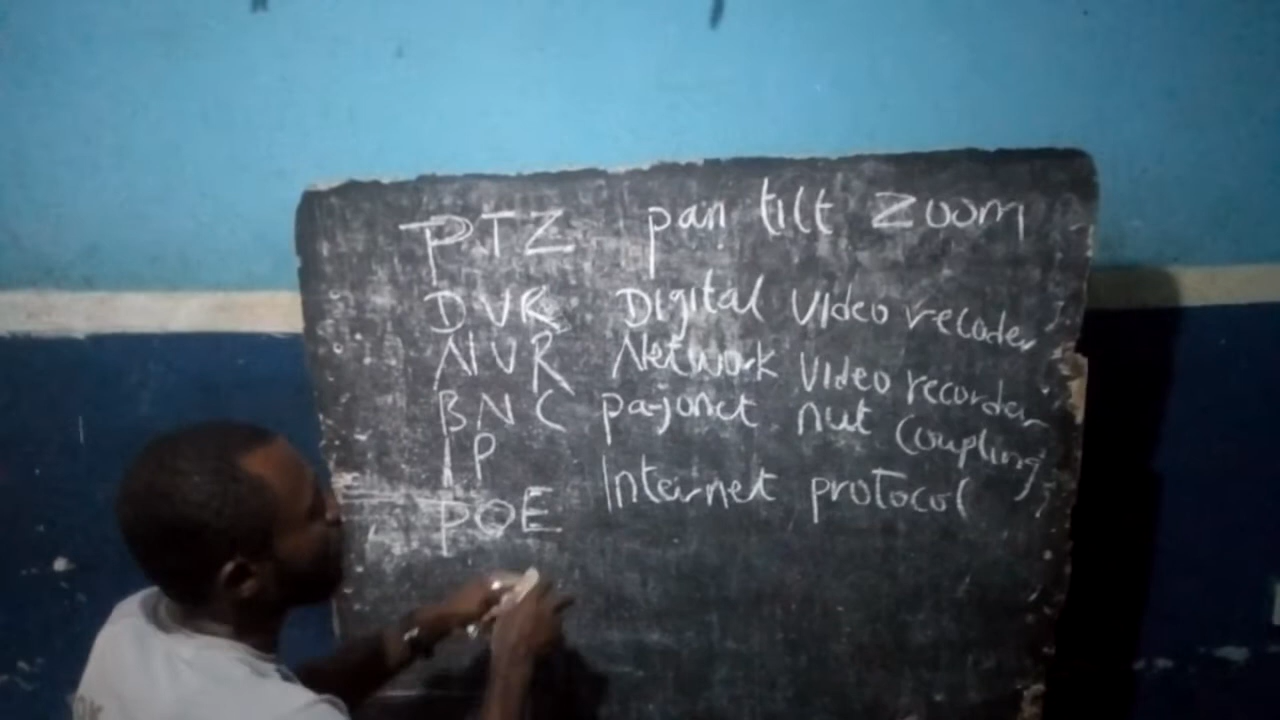 PTZ pan tilt Zoom
DVR Digital Video recoder
NVR Network Video recorder
BNC pa-jonct nut Coupling
IP Internet protocol
POE